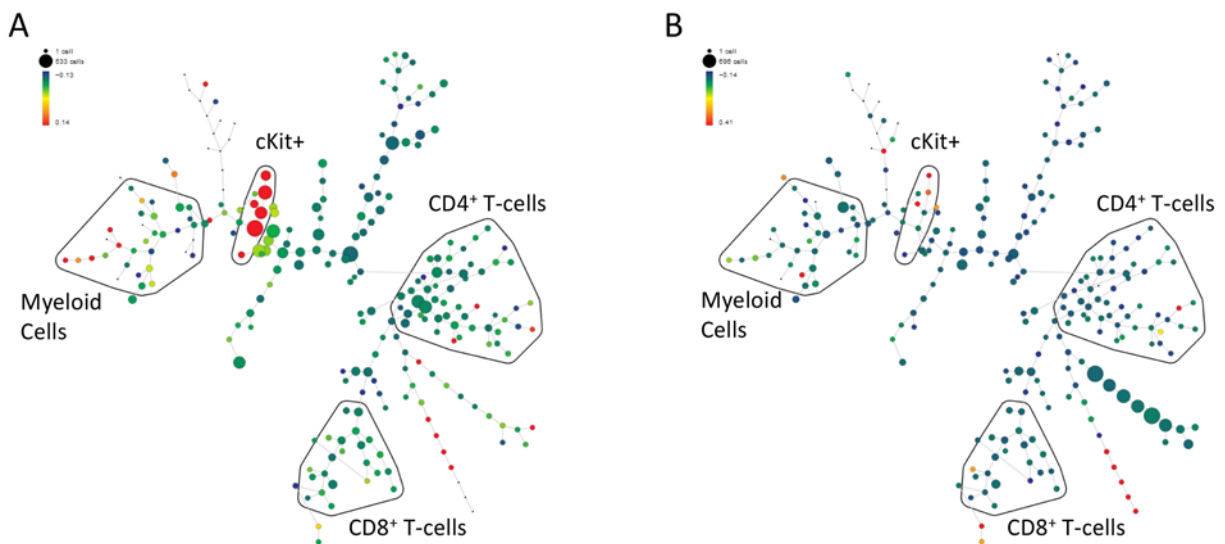 A
1 cell
633 cells
−0.13
0.14
cKit+
CD4⁺ T-cells
Myeloid
Cells
CD8⁺ T-cells
B
1 cell
696 cells
−0.14
0.41
cKit+
CD4⁺ T-cells
Myeloid
Cells
CD8⁺ T-cells